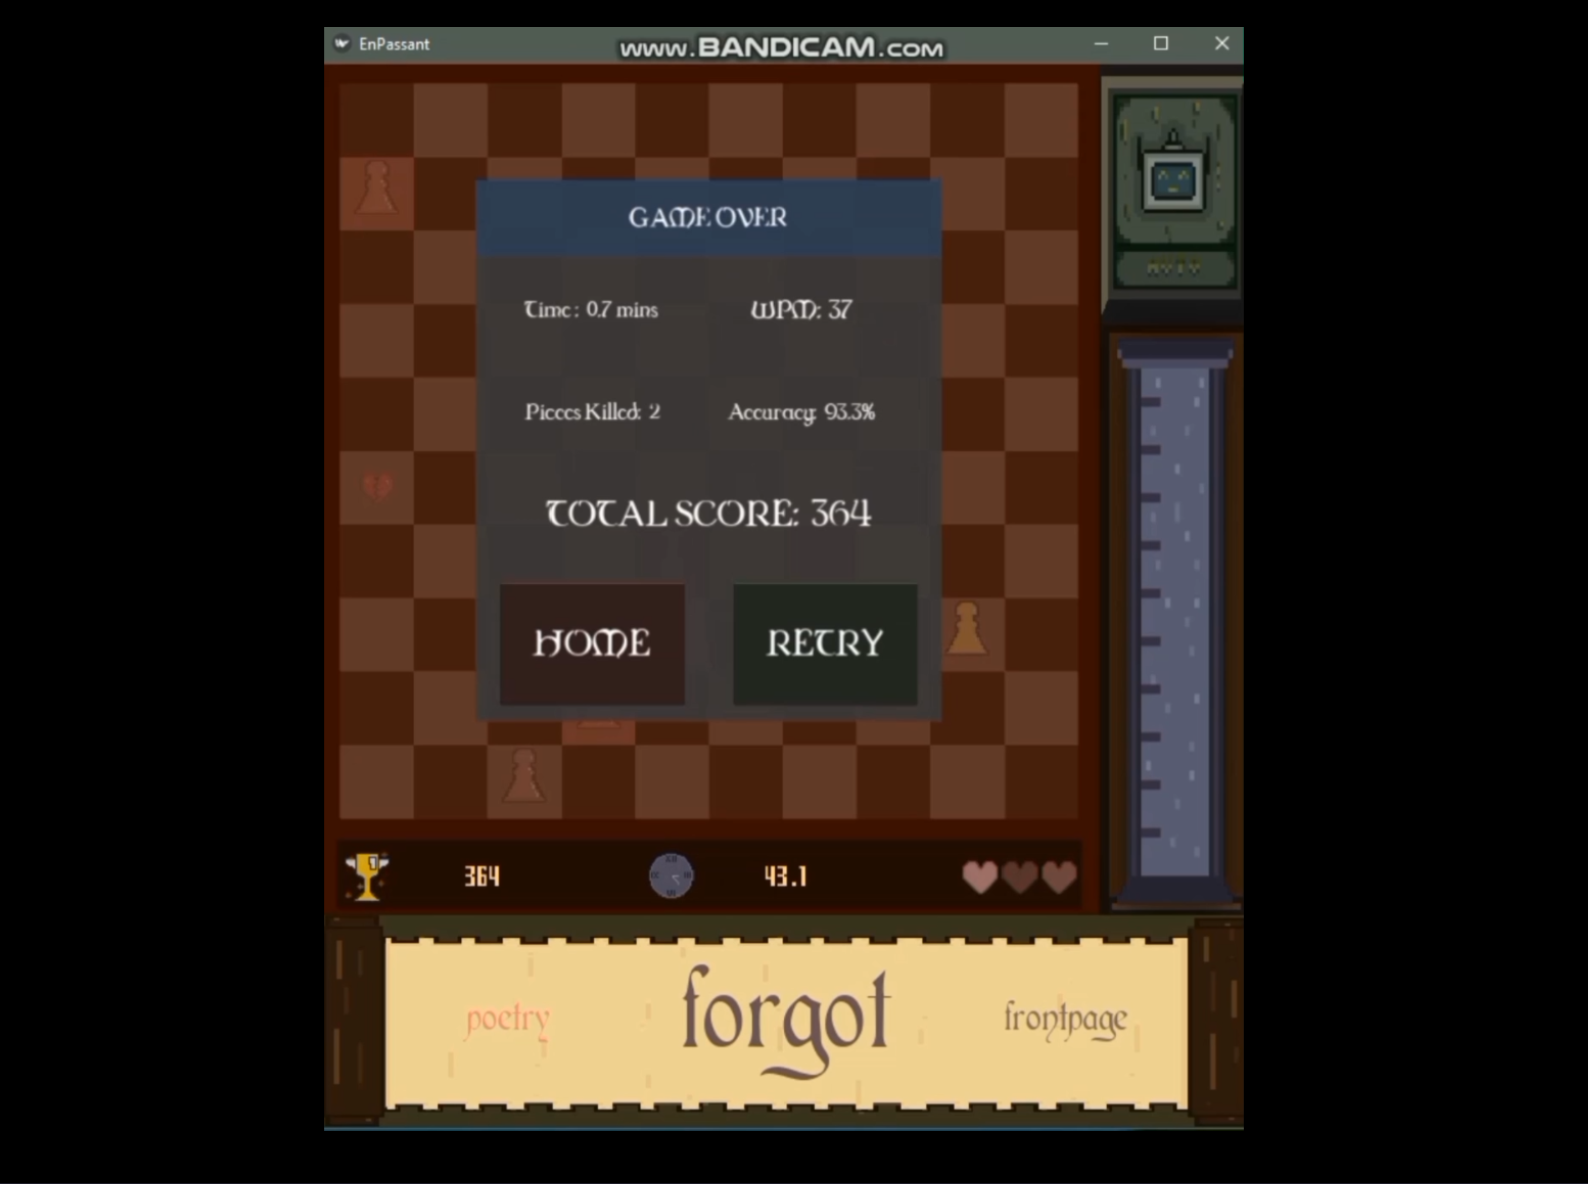 EnPassant
www.BANDICAM.com
GAME OVER
Time: 0.7 mins
WPM: 37
Pieces Killed: 2
Accuracy: 93.3%
TOTAL SCORE: 364
HOME
RETRY
364
43.1
poetry
forgot
frontpage